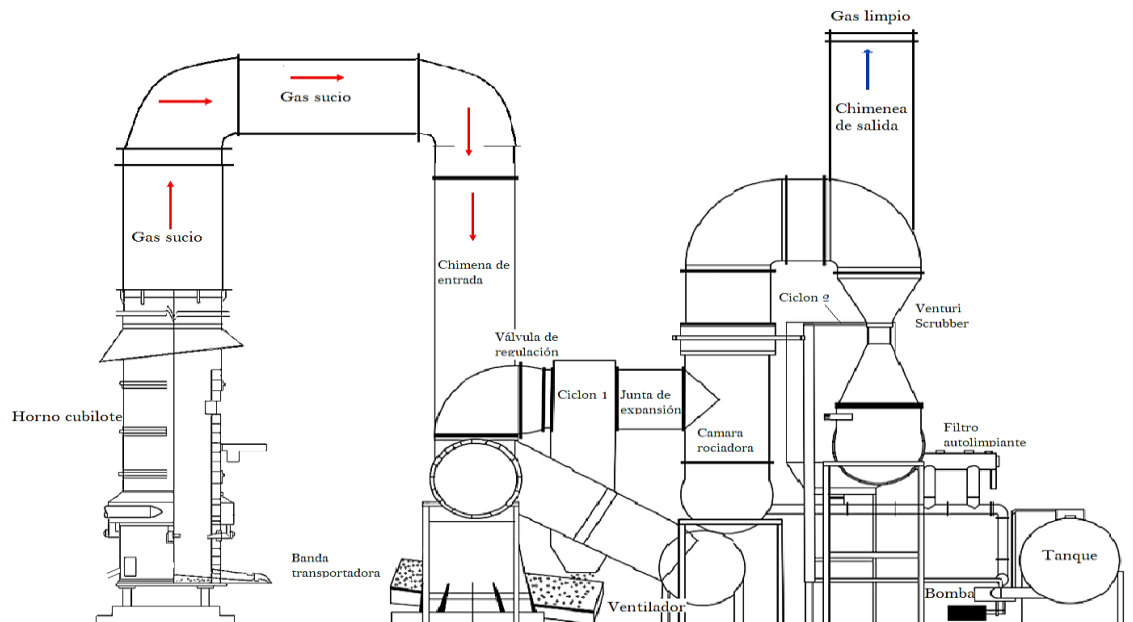 Gas limpio
Gas sucio
Chimenea
de salida
Gas sucio
Chimena de
entrada
Ciclon 2
Venturi
Scrubber
Válvula de
regulación
Ciclon 1
Junta de
expansión
Horno cubilote
Camara
rociadora
Filtro
autolimpiante
Banda
transportadora
Tanque
Ventilador
Bomba